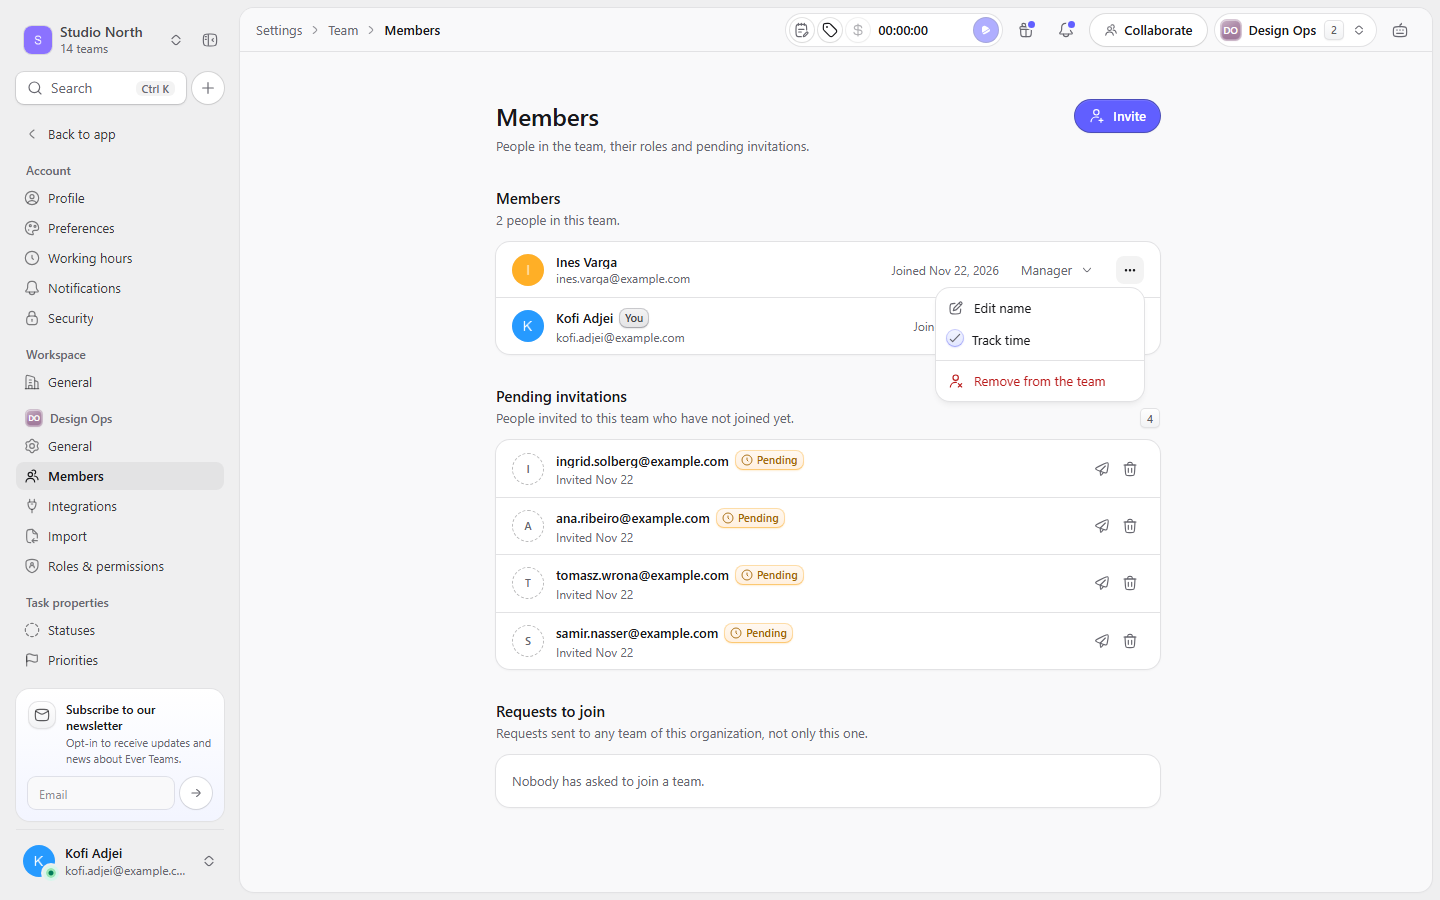 S
Studio North
14 teams
Search
Ctrl K
Back to app
Account
Profile
Preferences
Working hours
Notifications
Security
Workspace
General
DO
Design Ops
General
Members
Integrations
Import
Roles & permissions
Task properties
Statuses
Priorities
Subscribe to our
newsletter
Opt-in to receive updates and
news about Ever Teams.
Email
K
Kofi Adjei
kofi.adjei@example.c...
Settings
Team
Members
00:00:00
Collaborate
DO
Design Ops
2
Members
People in the team, their roles and pending invitations.
Invite
Members
2 people in this team.
I
Ines Varga
ines.varga@example.com
Joined Nov 22, 2026
Manager
K
Kofi Adjei
You
kofi.adjei@example.com
Join
Edit name
Track time
Remove from the team
Pending invitations
People invited to this team who have not joined yet.
4
I
ingrid.solberg@example.com
Pending
Invited Nov 22
A
ana.ribeiro@example.com
Pending
Invited Nov 22
T
tomasz.wrona@example.com
Pending
Invited Nov 22
S
samir.nasser@example.com
Pending
Invited Nov 22
Requests to join
Requests sent to any team of this organization, not only this one.
Nobody has asked to join a team.